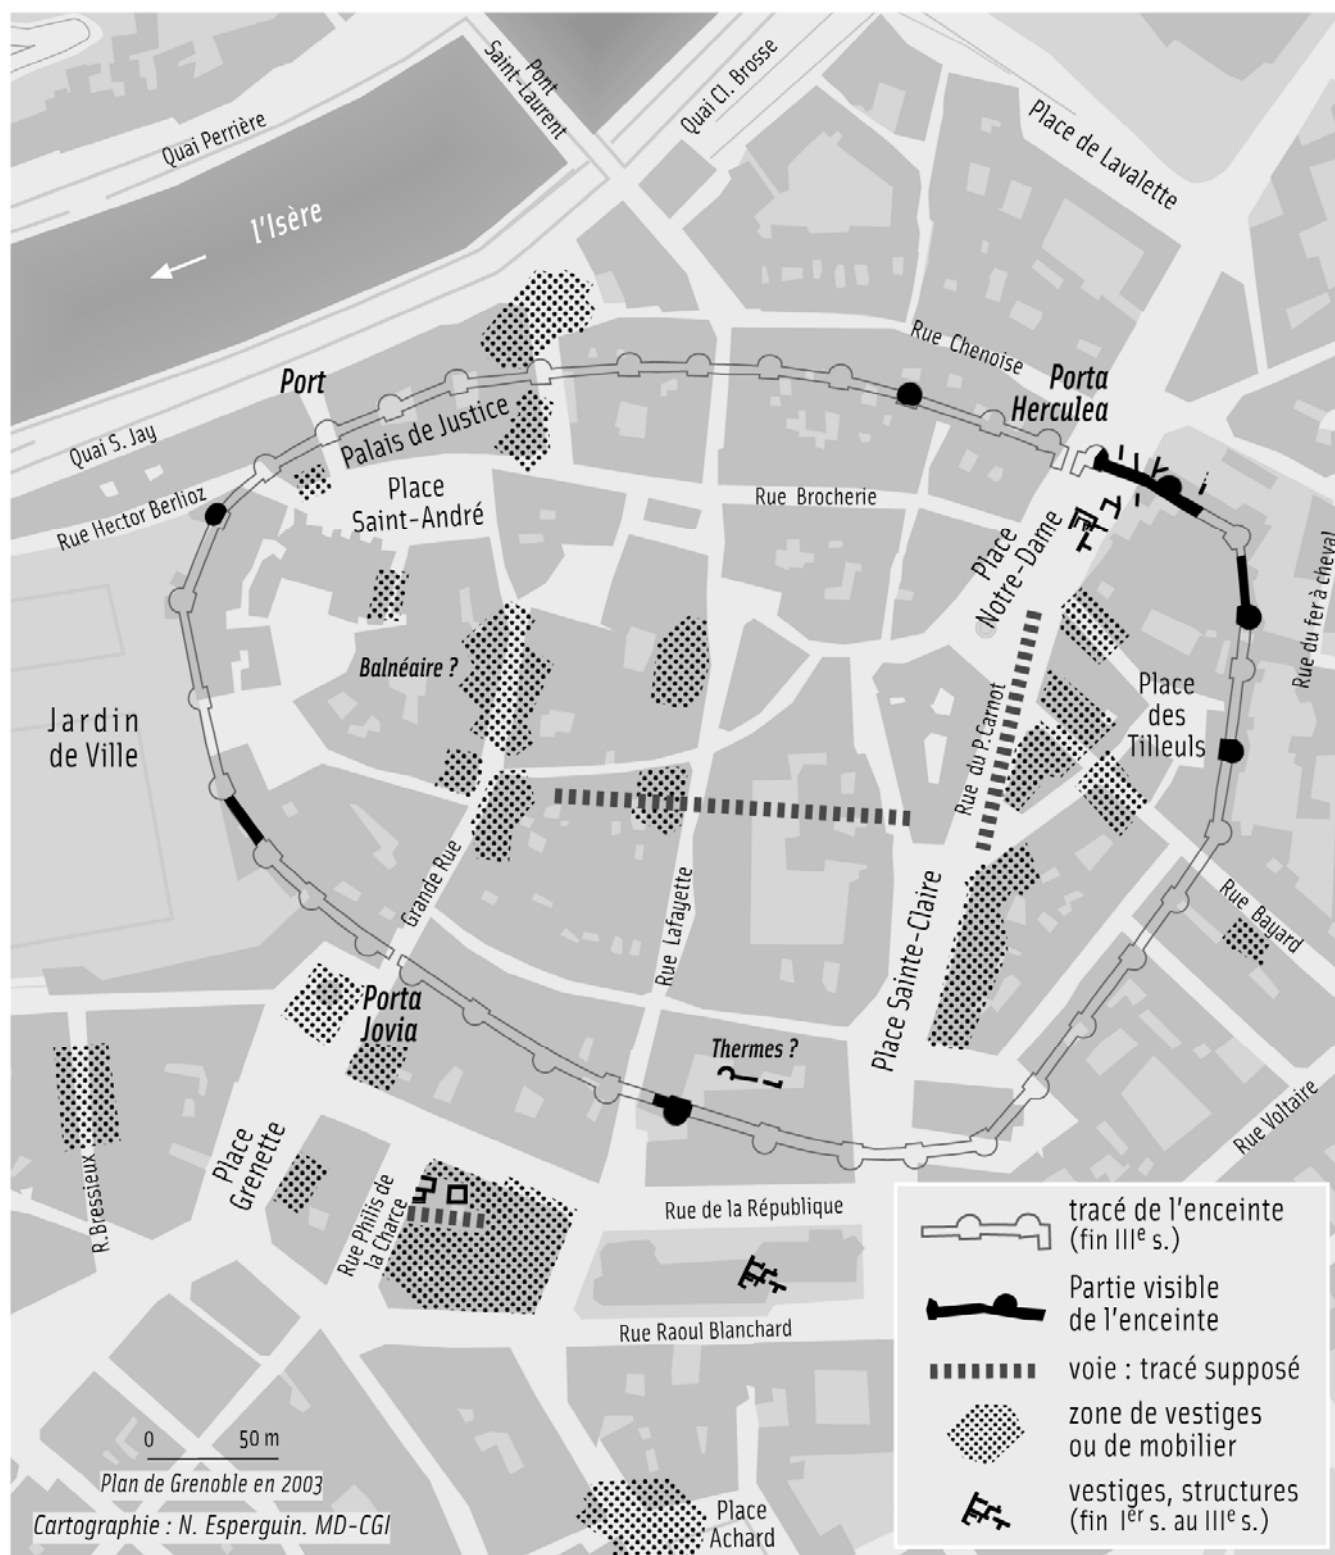 Pont
Saint-Laurent
Quai Cl. Brosse
Quai Perrière
Place de Lavalette
l'Isère
Rue Chenoise
Port
Porta
Herculea
Quai S. Jay
Palais de Justice
Place
Saint-André
Rue Brocherie
Rue Hector Berlioz
Place
Notre-Dame
Rue du fer à cheval
Balnéaire ?
Jardin
de Ville
Place
des
Tilleuls
Rue du P.Carnot
Grande Rue
Rue Lafayette
Place Sainte-Claire
Rue Bayard
Porta
Jovia
Thermes ?
Rue Voltaire
Place
Grenette
R.Bressieux
Rue Philis de
la Charce
Rue de la République
Rue Raoul Blanchard
Place
Achard
0 50 m
Plan de Grenoble en 2003
Cartographie : N. Esperguin. MD-CGI
tracé de l'enceinte
(fin IIIe s.)
Partie visible
de l'enceinte
voie : tracé supposé
zone de vestiges
ou de mobilier
vestiges, structures
(fin Ier s. au IIIe s.)